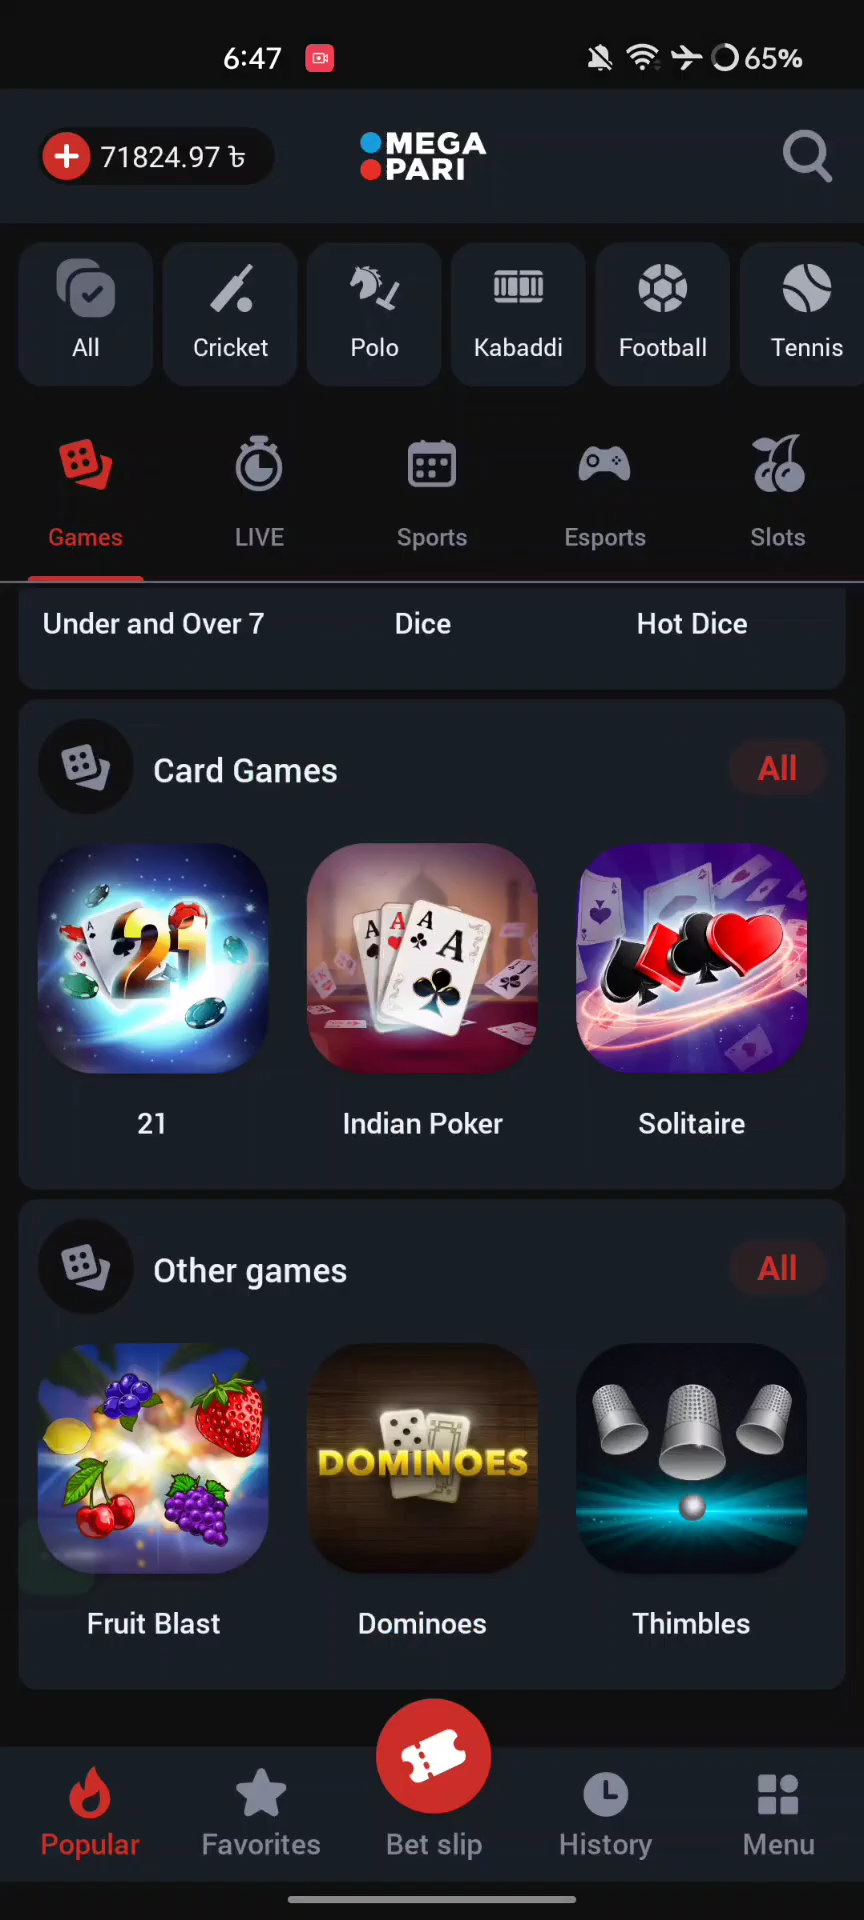 6:47
65%
71824.97 ৳
MEGA
PARI
All
Cricket
Polo
Kabaddi
Football
Tennis
Games
LIVE
Sports
Esports
Slots
Under and Over 7
Dice
Hot Dice
Card Games
All
21
A
A
A
A
21
Indian Poker
Solitaire
Other games
All
DOMINOES
Fruit Blast
Dominoes
Thimbles
Popular
Favorites
Bet slip
History
Menu